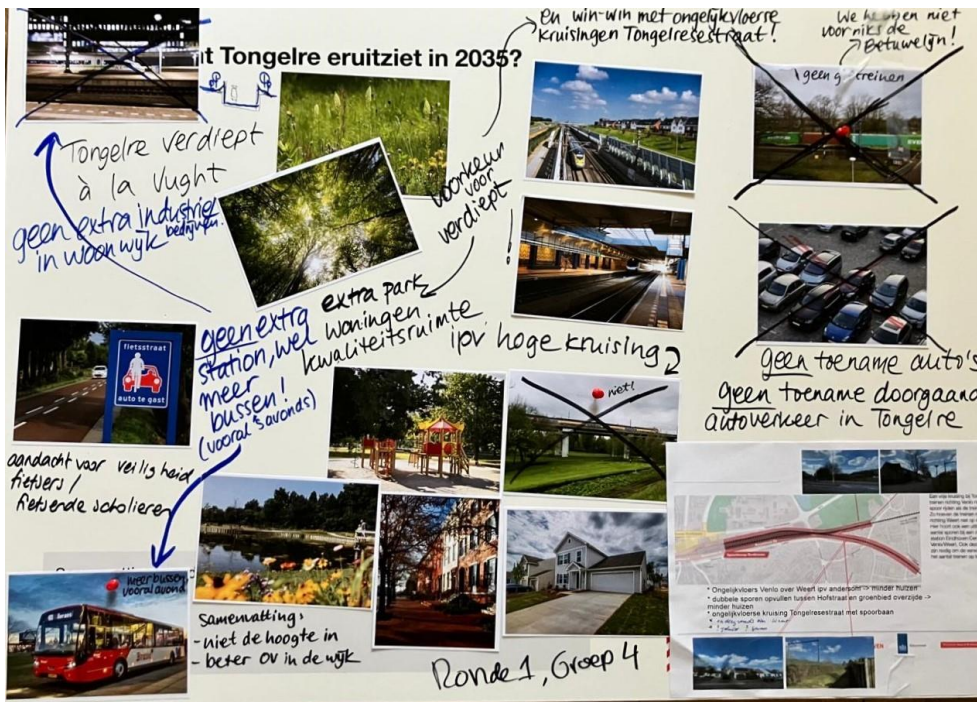 en win-win met ongelijkvloerse
kruisingen Tongelresestraat!
We hebben niet
voor niks de
Betuwelijn!
t Tongelre eruitziet in 2035?
geen treinen
Tongelre verdiept
à la Vught
geen extra industrie
bedrijven.
in woonwijk
voorkeur
voor
verdiept
!
geen extra
station, wel
meer
bussen!
(vooral 's avonds)
extra park
woningen
kwaliteitsruimte
ipv hoge kruising
niet!
geen toename auto's
geen toename doorgaand
autoverkeer in Tongelre
fietsstraat
auto te gast
aandacht voor veiligheid
fietsers /
fietsende scholieren
meer bussen,
vooral avond
Samenvatting:
- niet de hoogte in
- beter OV in de wijk
Ronde 1, Groep 4
* Ongelijkvloers Venlo over Weert ipv andersom -> minder huizen
* dubbele sporen opvullen tussen Hofstraat en groenbied overzijde ->
minder huizen
* ongelijkvloerse kruising Tongelresestraat met spoorbaan